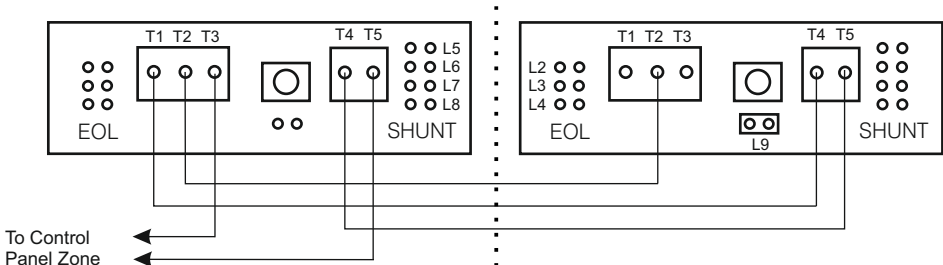 T1 T2 T3 T4 T5
L5
L6
L7
L8
EOL SHUNT
T1 T2 T3 T4 T5
L2
L3
L4
EOL SHUNT
L9
To Control
Panel Zone